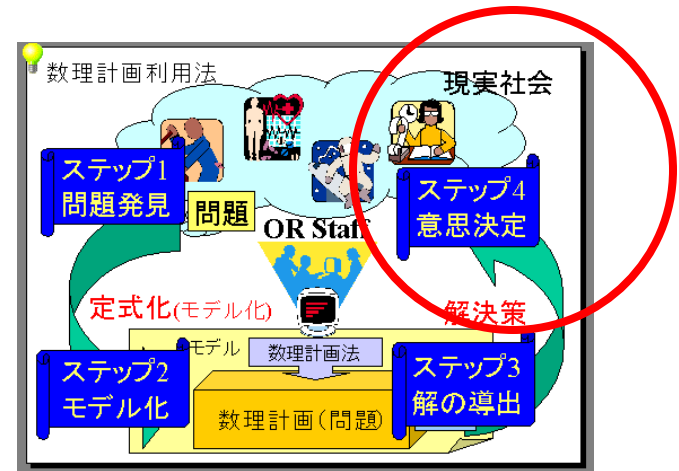 数理計画利用法
現実社会
ステップ1
問題発見
問題
ステップ4
意思決定
OR Staff
定式化(モデル化)
解決策
モデル
数理計画法
ステップ2
モデル化
ステップ3
解の導出
数理計画(問題)